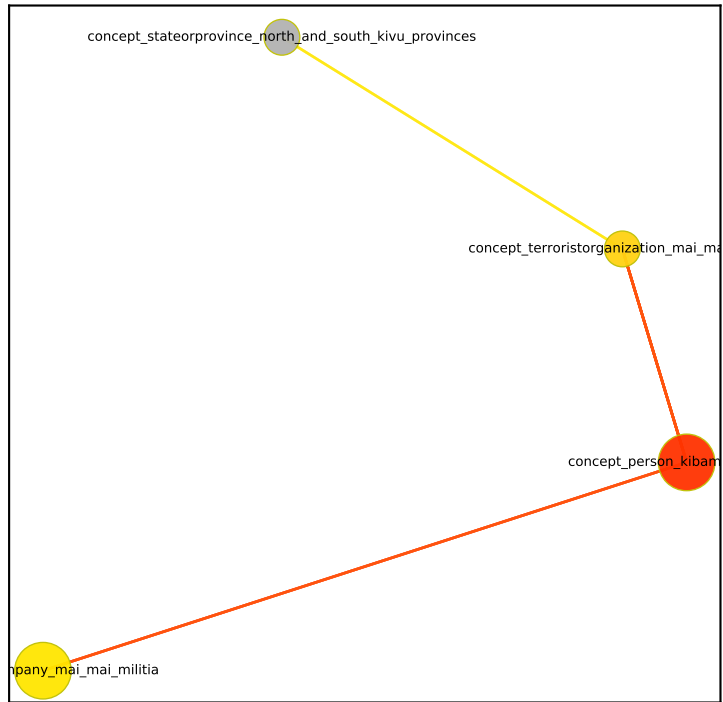 concept_stateorprovince_north_and_south_kivu_provinces
concept_terroristorganization_mai_ma
concept_person_kibam
npany_mai_mai_militia